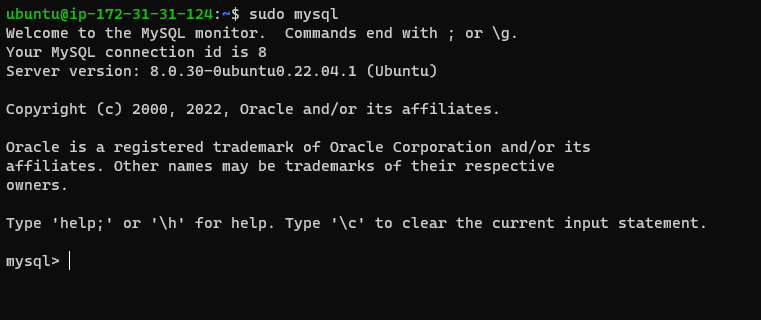 ubuntu@ip-172-31-31-124:~$ sudo mysql
Welcome to the MySQL monitor.  Commands end with ; or \g.
Your MySQL connection id is 8
Server version: 8.0.30-0ubuntu0.22.04.1 (Ubuntu)
Copyright (c) 2000, 2022, Oracle and/or its affiliates.
Oracle is a registered trademark of Oracle Corporation and/or its
affiliates. Other names may be trademarks of their respective
owners.
Type 'help;' or '\h' for help. Type '\c' to clear the current input statement.
mysql>